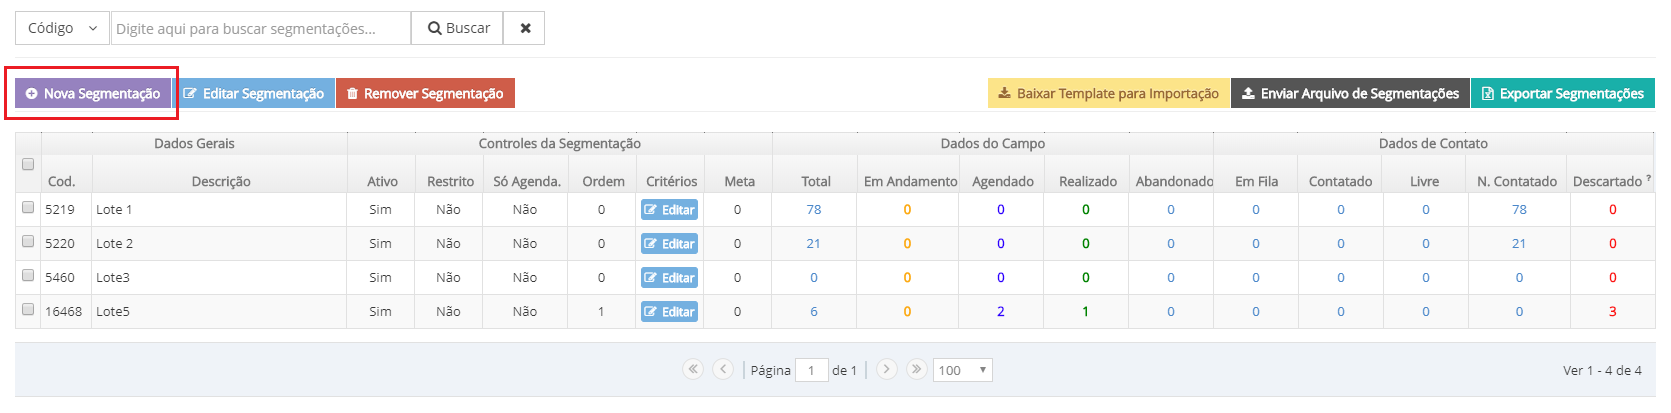 Código Digite aqui para buscar segmentações... Buscar
Nova Segmentação Editar Segmentação Remover Segmentação Baixar Template para Importação Enviar Arquivo de Segmentações Exportar Segmentações
Dados Gerais Controles da Segmentação Dados do Campo Dados de Contato
Cod. Descrição Ativo Restrito Só Agenda. Ordem Critérios Meta Total Em Andamento Agendado Realizado Abandonado Em Fila Contatado Livre N. Contatado Descartado ?
5219 Lote 1 Sim Não Não 0 Editar 0 78 0 0 0 0 0 0 0 78 0
5220 Lote 2 Sim Não Não 0 Editar 0 21 0 0 0 0 0 0 0 21 0
5460 Lote3 Sim Não Não 0 Editar 0 0 0 0 0 0 0 0 0 0 0
16468 Lote5 Sim Não Não 1 Editar 0 6 0 2 1 0 0 0 0 0 3
Página 1 de 1 100 Ver 1 - 4 de 4